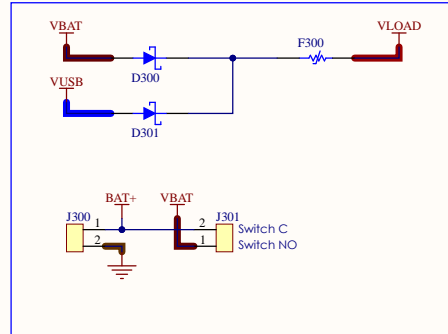 VBAT
VLOAD
F300
D300
VUSB
D301
BAT+
VBAT
J300
J301
1
2
Switch C
2
1
Switch NO